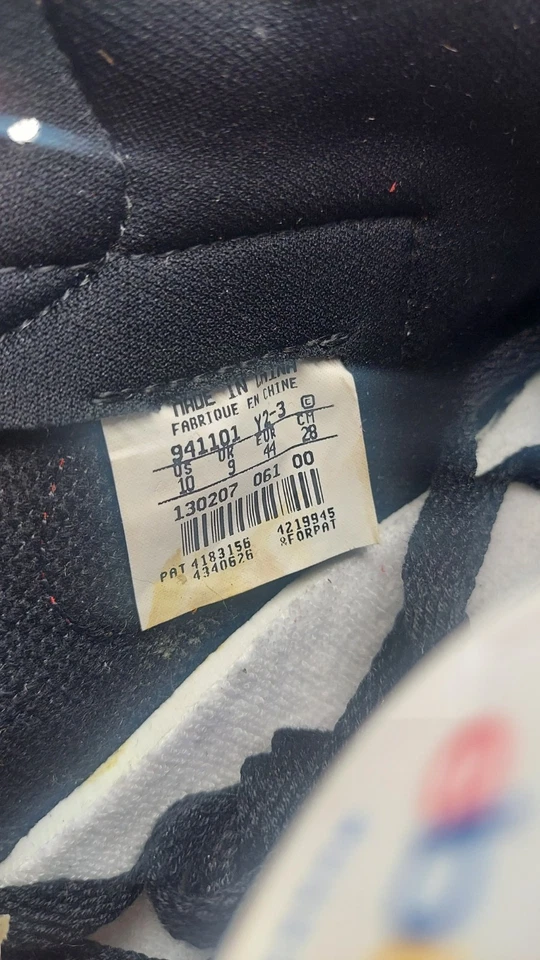 MADE IN CHINA
FABRIQUE EN CHINE
941101 Y2-3 E
US UK EUR CM
10 9 44 28
130207 061 00
PAT 4183156 4219945
4340626 &FORPAT